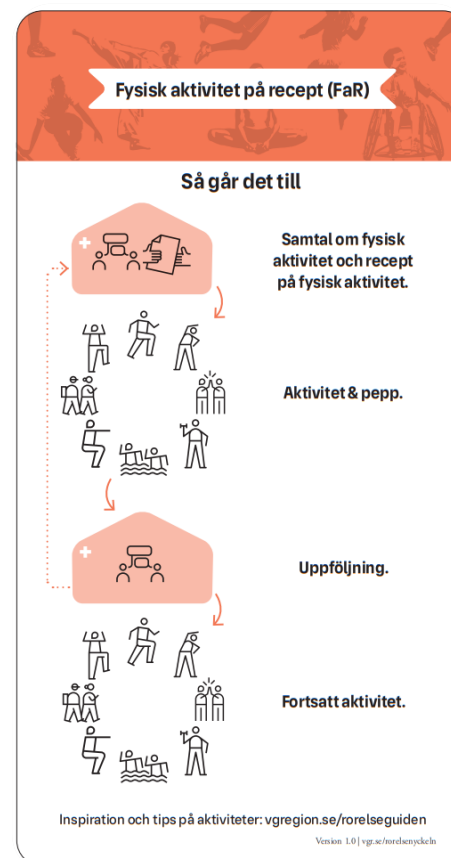 Fysisk aktivitet på recept (FaR)
Så går det till
Samtal om fysisk
aktivitet och recept
på fysisk aktivitet.
Aktivitet & pepp.
Uppföljning.
Fortsatt aktivitet.
Inspiration och tips på aktiviteter: vgregion.se/rorelseguiden
Version 1.0 | vgr.se/rorelsenyckeln